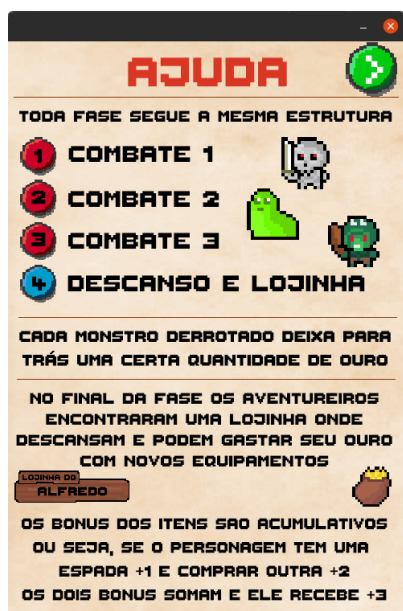 AJUDA
TODA FASE SEGUE A MESMA ESTRUTURA
1 COMBATE 1
2 COMBATE 2
3 COMBATE 3
4 DESCANSO E LOJINHA
CADA MONSTRO DERROTADO DEIXA PARA
TRÁS UMA CERTA QUANTIDADE DE OURO
NO FINAL DA FASE OS AVENTUREIROS
ENCONTRARAM UMA LOJINHA ONDE
DESCANSAM E PODEM GASTAR SEU OURO
COM NOVOS EQUIPAMENTOS
LOJINHA DO
ALFREDO
OS BONUS DOS ITENS SAO ACUMULATIVOS
OU SEJA, SE O PERSONAGEM TEM UMA
ESPADA +1 E COMPRAR OUTRA +2
OS DOIS BONUS SOMAM E ELE RECEBE +3